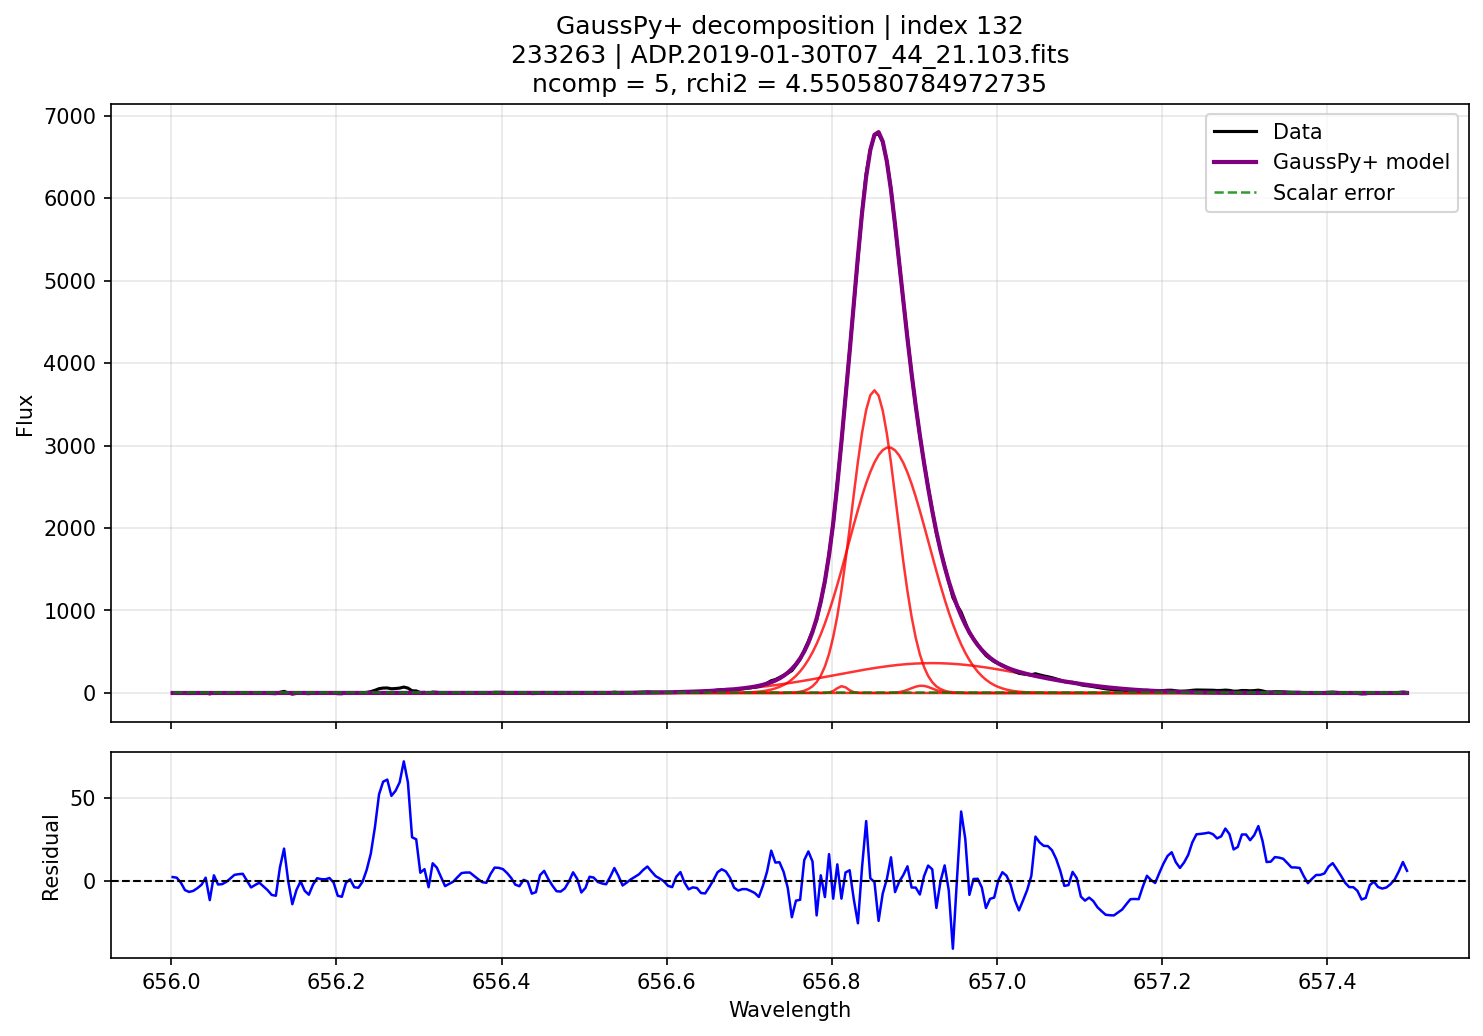 GaussPy+ decomposition | index 132
233263 | ADP.2019-01-30T07_44_21.103.fits
ncomp = 5, rchi2 = 4.550580784972735
7000
6000
5000
4000
3000
2000
1000
0
Flux
Data
GaussPy+ model
Scalar error
50
0
Residual
656.0
656.2
656.4
656.6
656.8
657.0
657.2
657.4
Wavelength